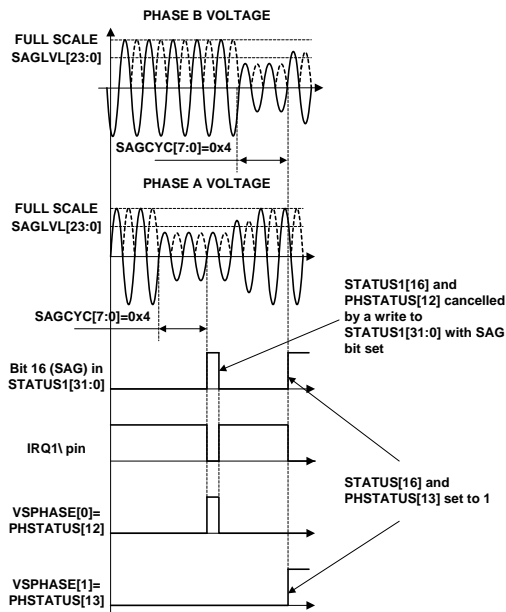 PHASE B VOLTAGE
FULL SCALE
SAGLVL[23:0]
SAGCYC[7:0]=0x4
PHASE A VOLTAGE
FULL SCALE
SAGLVL[23:0]
STATUS1[16] and
PHSTATUS[12] cancelled
by a write to
STATUS1[31:0] with SAG
bit set
SAGCYC[7:0]=0x4
Bit 16 (SAG) in
STATUS1[31:0]
IRQ1\ pin
STATUS[16] and
PHSTATUS[13] set to 1
VSPHASE[0]=
PHSTATUS[12]
VSPHASE[1]=
PHSTATUS[13]